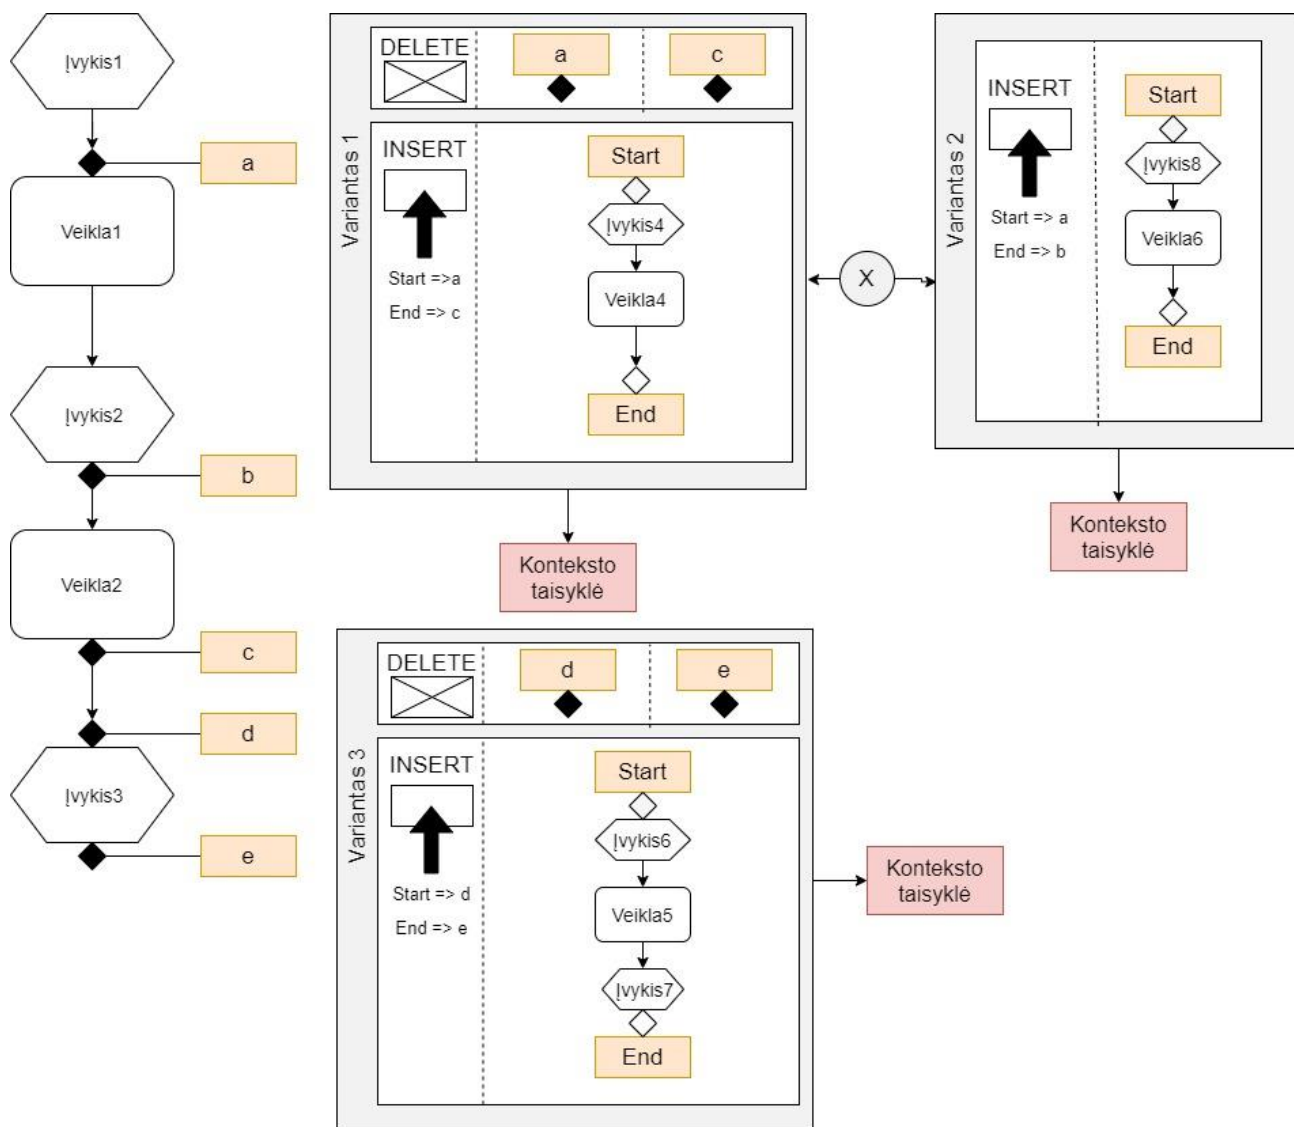 Įvykis1
a
Veikla1
Įvykis2
b
Veikla2
c
d
Įvykis3
e
Variantas 1
DELETE
a
c
INSERT
Start =>a
End => c
Start
Įvykis4
Veikla4
End
Konteksto
taisyklė
X
Variantas 2
INSERT
Start => a
End => b
Start
Įvykis8
Veikla6
End
Konteksto
taisyklė
Variantas 3
DELETE
d
e
INSERT
Start => d
End => e
Start
Įvykis6
Veikla5
Įvykis7
End
Konteksto
taisyklė